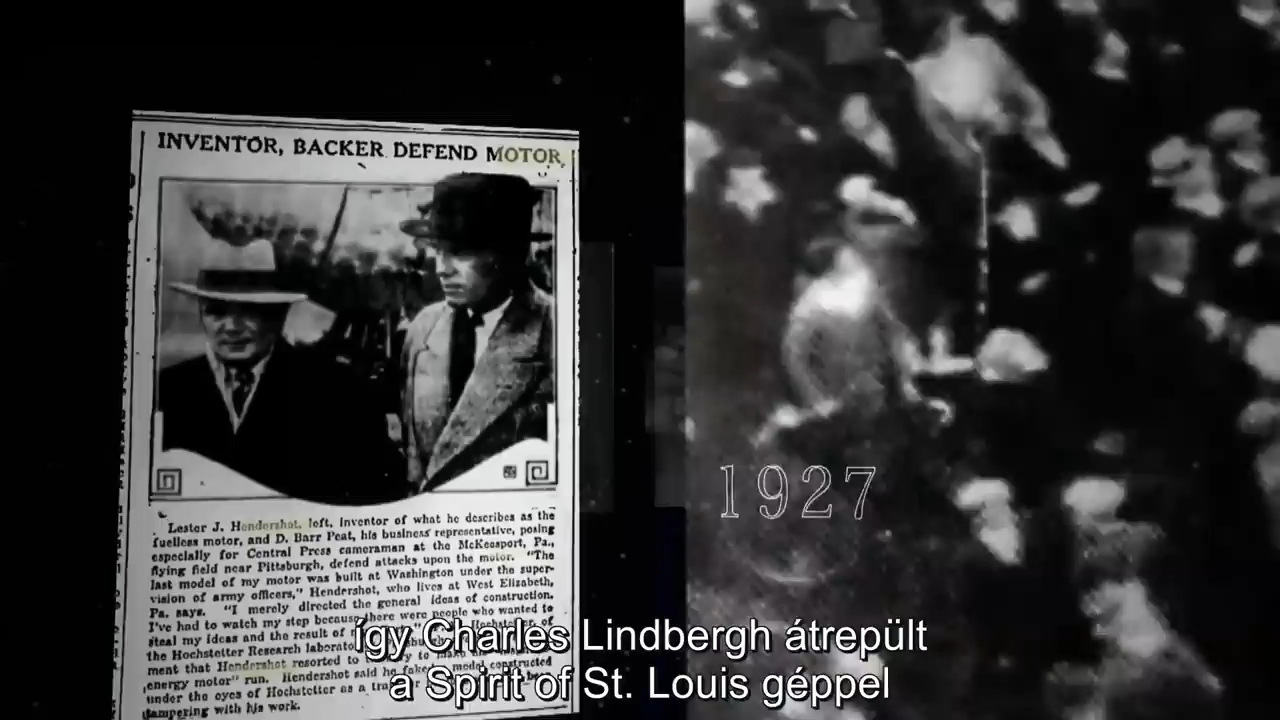 INVENTOR, BACKER DEFEND MOTOR
Lester J. Hendershot, left, inventor of what he describes as the
fuelless motor, and D. Barr Peat, his business representative, posing
especially for Central Press cameraman at the McKeesport, Pa.,
flying field near Pittsburgh, defend attacks upon the motor. "The
last model of my motor was built at Washington under the super-
vision of army officers," Hendershot, who lives at West Elizabeth,
Pa. says. "I merely directed the general ideas of construction.
I've had to watch my step because there were people who wanted to
steal my ideas and the result of
the Hochstetter Research laborato
ment that Hendershot resorted to
energy motor" run. Hendershot said he faked model constructed
under the eyes of Hochstetter as a
tampering with his work.
1927
így Charles Lindbergh átrepült
a Spirit of St. Louis géppel